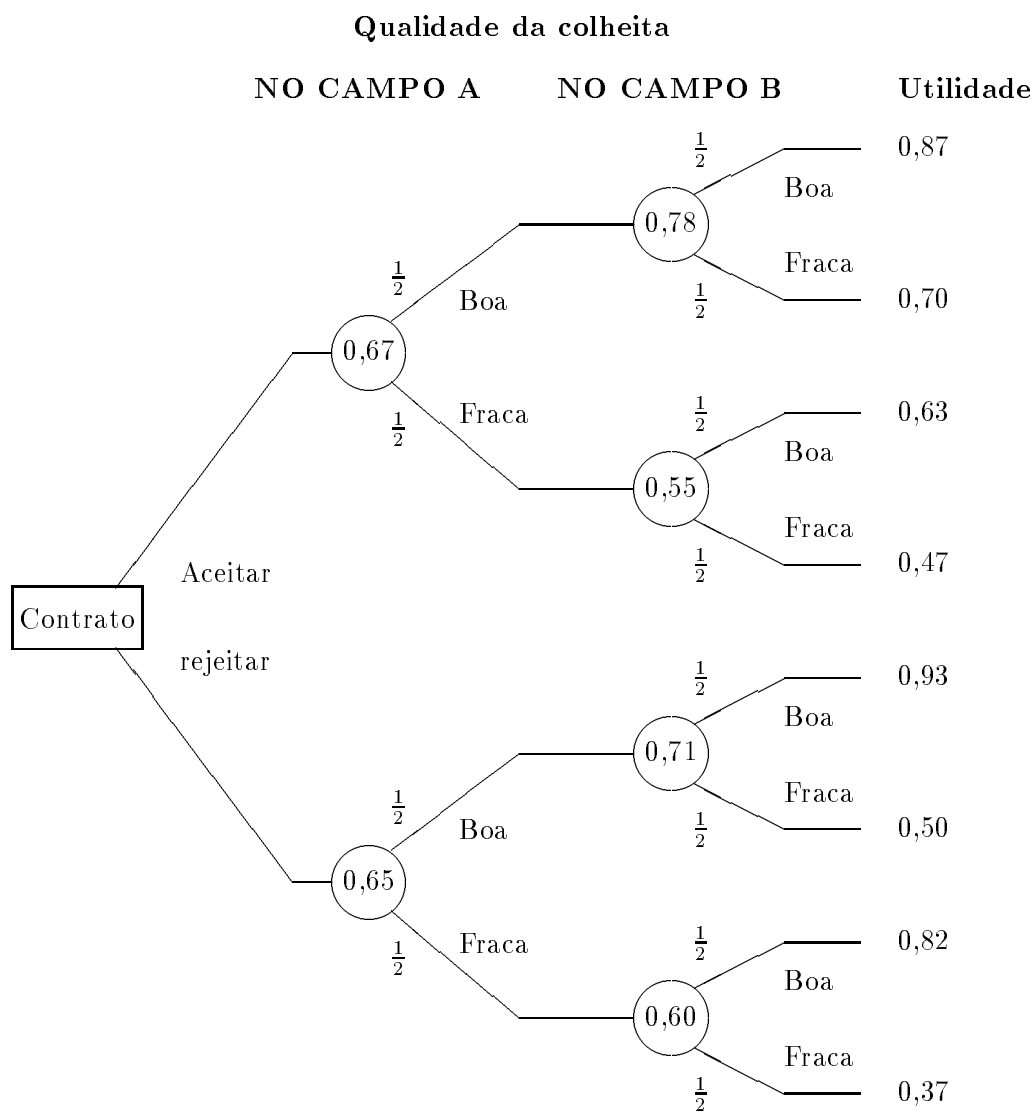 Qualidade da colheita
NO CAMPO A NO CAMPO B Utilidade
1/2 0,87
Boa
0,78
1/2 Fraca
1/2 0,70
Boa
0,67
1/2 Fraca
1/2 0,63
Boa
0,55
Fraca
1/2 0,47
Aceitar
Contrato
rejeitar
1/2 0,93
Boa
0,71
1/2 Fraca
Boa 1/2 0,50
0,65
1/2 Fraca
1/2 0,82
Boa
0,60
Fraca
1/2 0,37